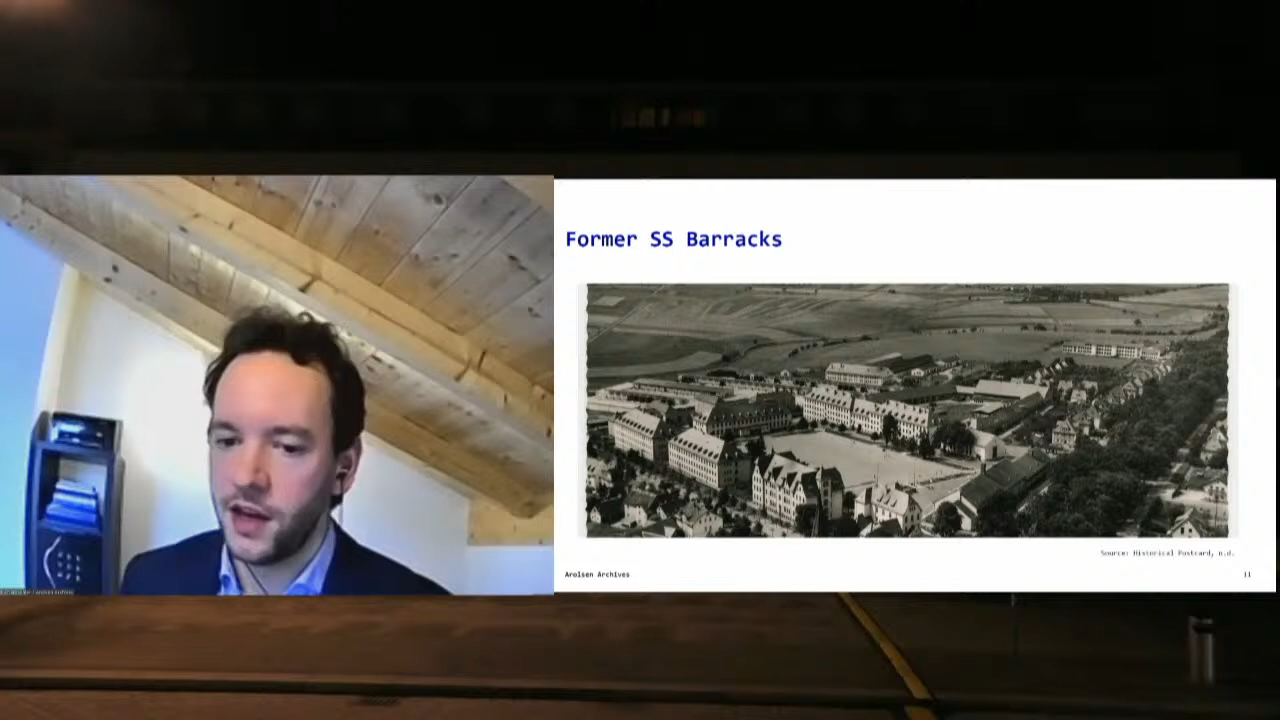 Former SS Barracks
Source: Historical Postcard, n.d.
Arolsen Archives
11